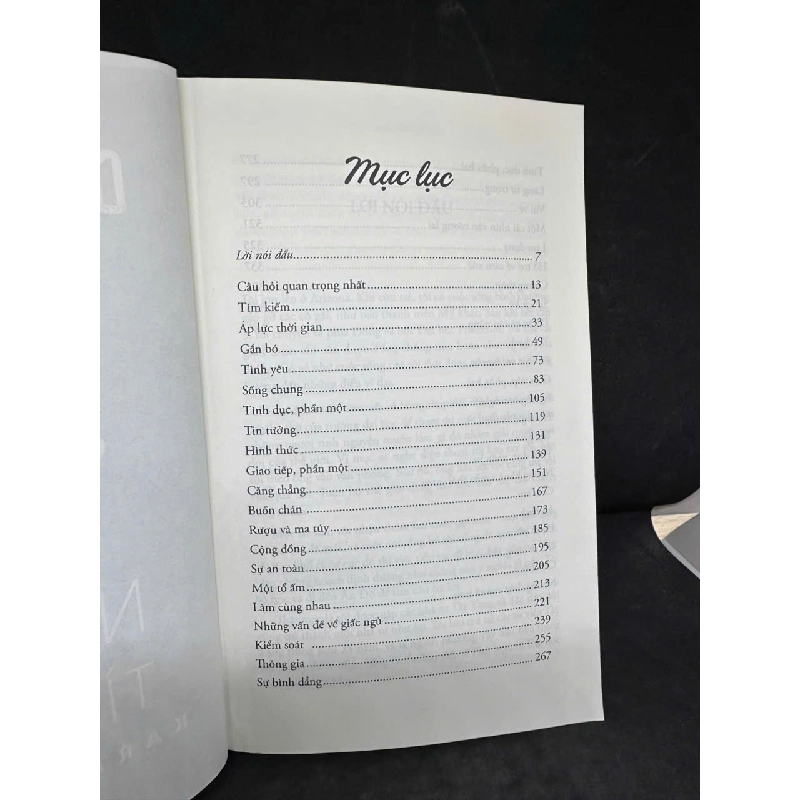 Mục lục
Lời nói đầu 7
Câu hỏi quan trọng nhất 13
Tìm kiếm 21
Áp lực thời gian 33
Gắn bó 49
Tình yêu 73
Sống chung 83
Tình dục, phần một 105
Tin tưởng 119
Hình thức 131
Giao tiếp, phần một 139
Căng thẳng 151
Buồn chán 167
Rượu và ma túy 173
Cộng đồng 185
Sự an toàn 195
Một tổ ấm 205
Làm cùng nhau 213
Những vấn đề về giấc ngủ 221
Kiểm soát 239
Thông gia 255
Sự bình đẳng 267